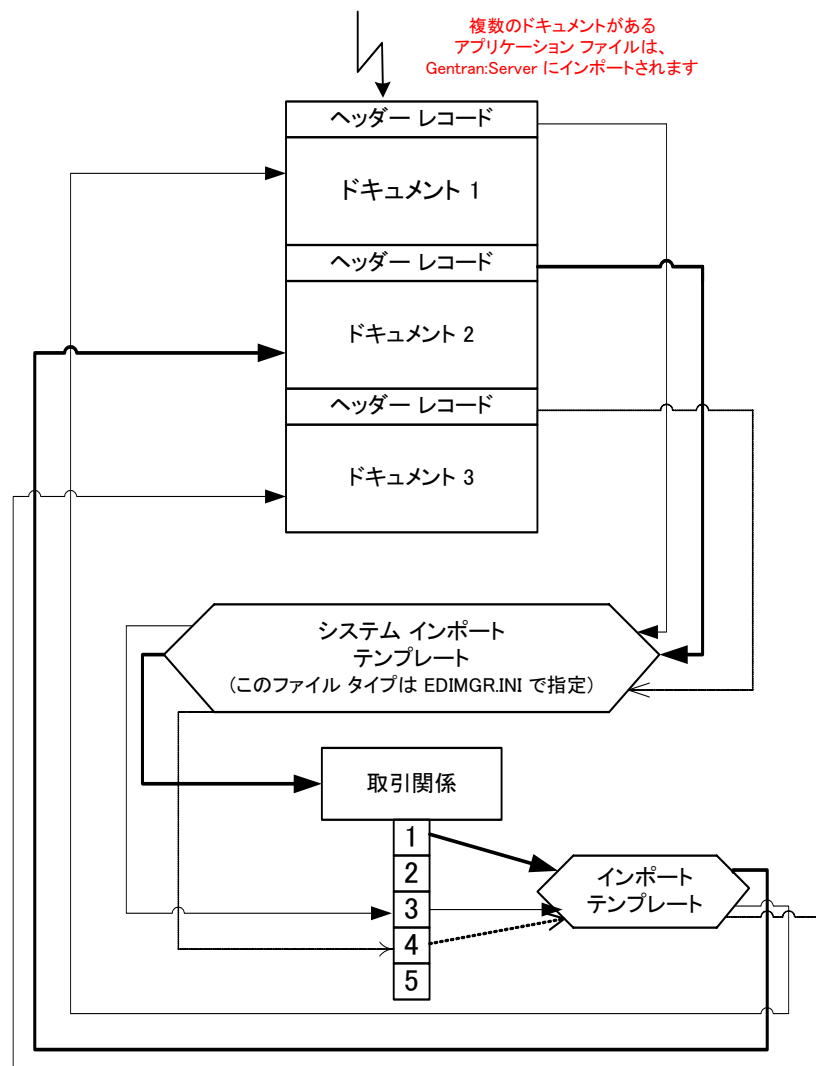 複数のドキュメントがある
アプリケーション ファイルは、
Gentran:Server にインポートされます
ヘッダー レコード
ドキュメント 1
ヘッダー レコード
ドキュメント 2
ヘッダー レコード
ドキュメント 3
システム インポート
テンプレート
(このファイル タイプは EDIMGR.INI で指定)
取引関係
1
2
3
4
5
インポート
テンプレート